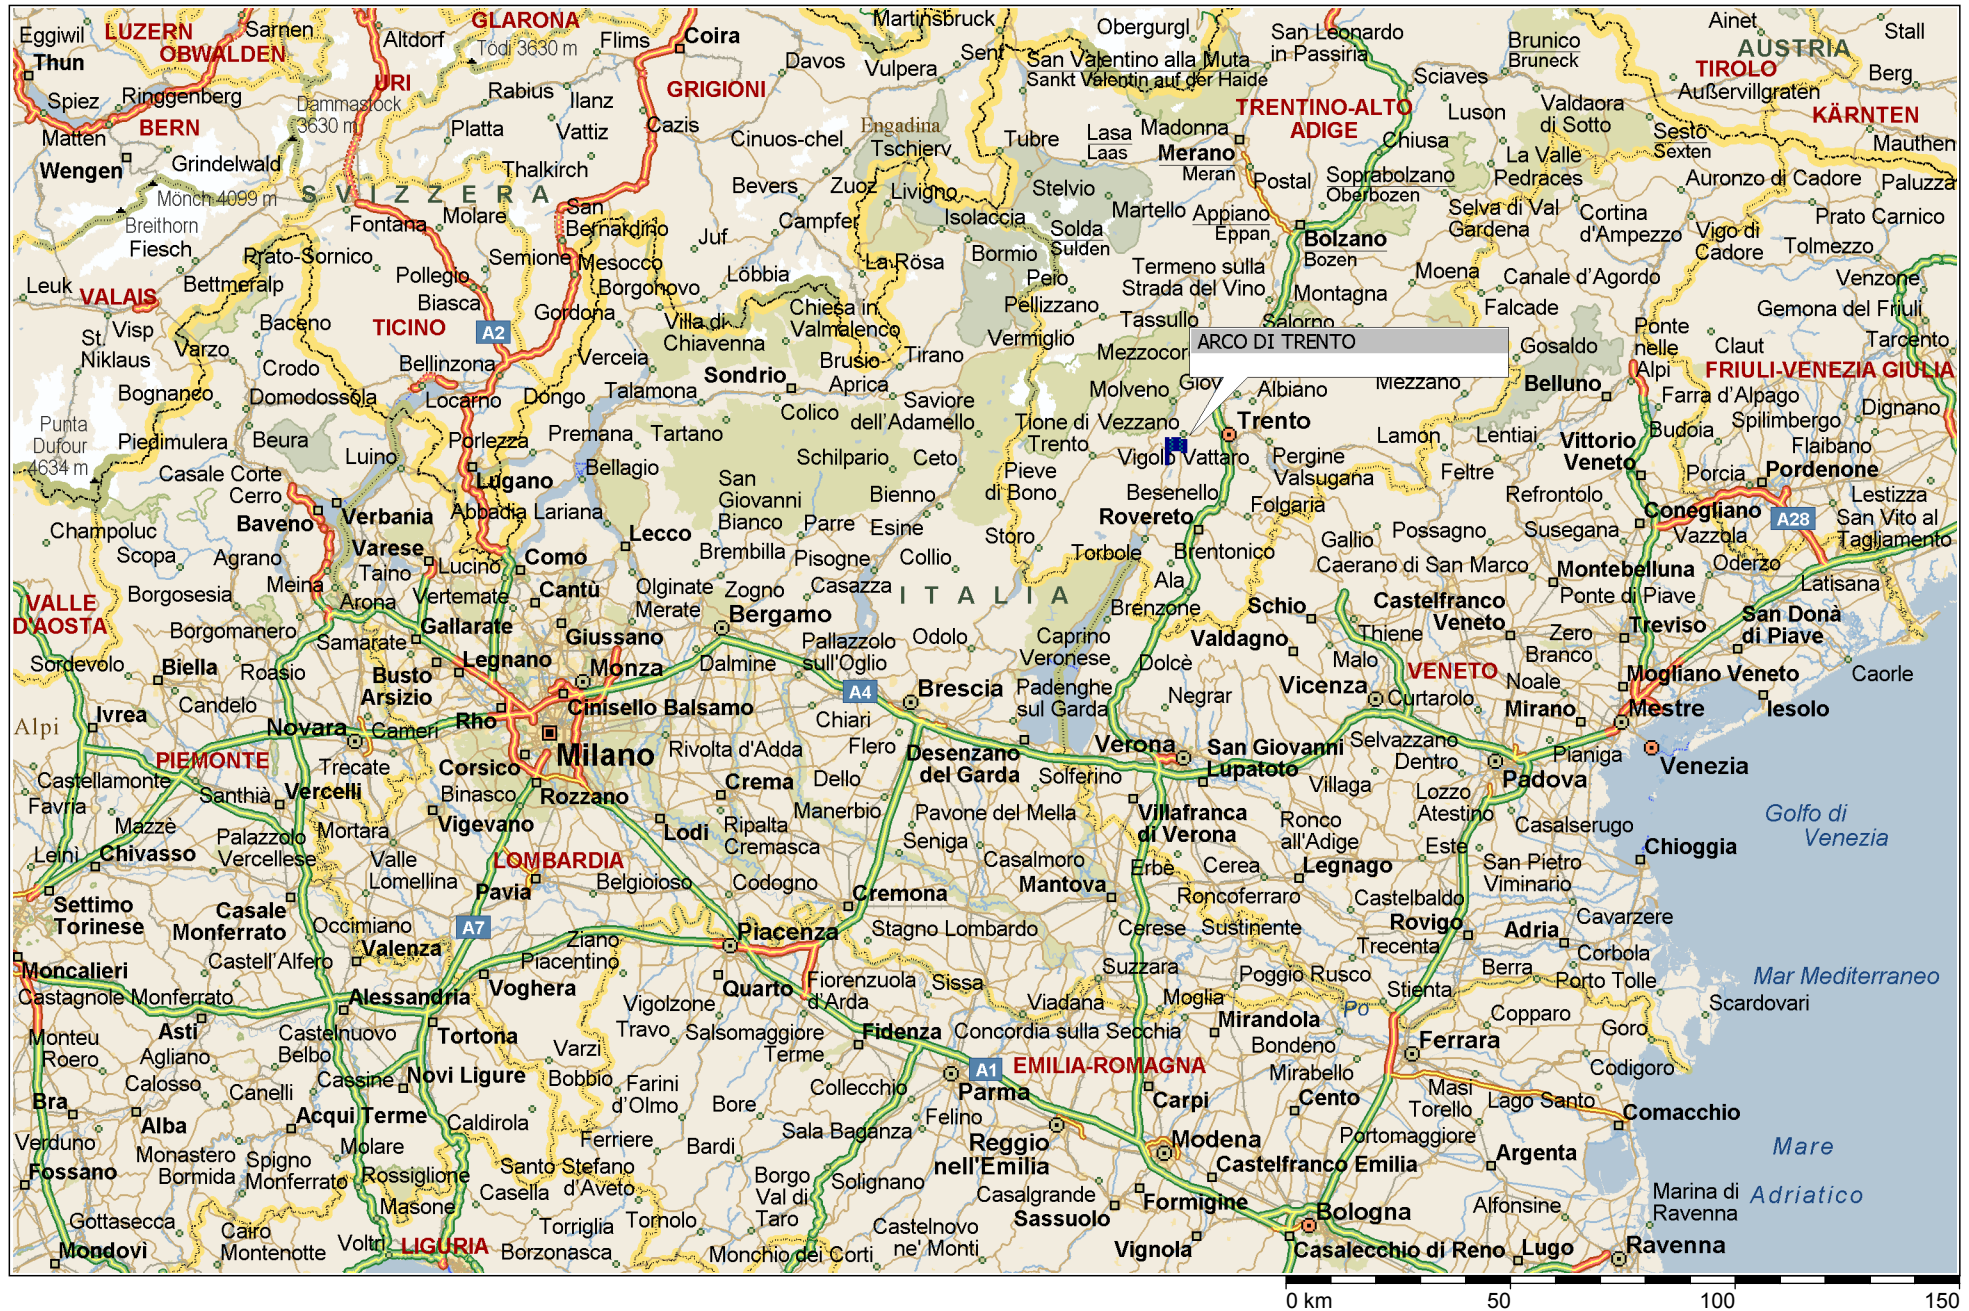 Eggiwil
LUZERN
Sarnen
OBWALDEN
Altdorf
GLARONA
Tödi 3630 m
Flims
Coira
Martinsbruck
Obergurgl
San Leonardo
in Passiria
Brunico
Bruneck
Ainet
Stall
AUSTRIA
Thun
Davos
Vulpera
Sent
San Valentino alla Muta
Sankt Valentin auf der Haide
Sciaves
TIROLO
Berg
Spiez
Ringgenberg
URI
Rabius
Ilanz
GRIGIONI
Außervillgraten
Dammastock
3630 m
BERN
Matten
Platta
Vattiz
Cazis
Cinuos-chel
Engadina
Tschierv
Tubre
Lasa
Laas
Madonna
TRENTINO-ALTO
ADIGE
Luson
Valdaora
di Sotto
KÄRNTEN
Sesto
Sexten
Mauthen
Wengen
Grindelwald
Thalkirch
Merano
Meran
Chiusa
La Valle
Pedraces
Mönch 4099 m
SVIZZERA
Bevers
Zuoz
Livigno
Stelvio
Postal
Soprabolzano
Oberbozen
Auronzo di Cadore
Paluzza
Breithorn
Fiesch
Fontana
Molare
San
Bernardino
Campfer
Isolaccia
Martello
Appiano
Eppan
Selva di Val
Gardena
Cortina
d'Ampezzo
Prato Carnico
Solda
Sulden
Bolzano
Bozen
Vigo di
Cadore
Tolmezzo
Prato-Sornico
Semione
Mesocco
Juf
La Rösa
Bormio
Leuk
Bettmeralp
Pollegio
Löbbia
Peio
Termeno sulla
Strada del Vino
Moena
Canale d'Agordo
Venzone
VALAIS
Biasca
Borgonovo
Pellizzano
Montagna
Falcade
Gemona del Friuli
Visp
Baceno
TICINO
A2
Gordona
Villa di
Chiavenna
Chiesa in
Valmalenco
Vermiglio
Tassullo
Salorno
Ponte
nelle
Alpi
Claut
Tarcento
St.
Niklaus
Varzo
Crodo
Bellinzona
Verceia
Brusio
Tirano
Mezzocor
ARCO DI TRENTO
Gosaldo
FRIULI-VENEZIA GIULIA
Sondrio
Bognanco
Domodossola
Locarno
Dongo
Talamona
Aprica
Molveno
Giov
Albiano
Mezzano
Belluno
Farra d'Alpago
Punta
Dufour
4634 m
Piedimulera
Beura
Porlezza
Premana
Tartano
Colico
dell'Adamello
Saviore
Tione di
Trento
Vezzano
Trento
Lamon
Lentiai
Vittorio
Veneto
Budoia
Spilimbergo
Dignano
Flaibano
Luino
Bellagio
Schilpario
Ceto
Pieve
di Bono
Vigolo Vattaro
Pergine
Valsugana
Feltre
Porcia
Pordenone
Casale Corte
Cerro
Lugano
San
Giovanni
Bianco
Bienno
Besenello
Folgaria
Refrontolo
Lestizza
Baveno
Verbania
Abbadia Lariana
Rovereto
Conegliano
A28
San Vito al
Tagliamento
Champoluc
Lecco
Parre
Esine
Storo
Torbole
Brentonico
Gallio
Possagno
Susegana
Vazzola
Scopa
Agrano
Varese
Como
Brembilla
Pisogne
Collio
Caerano di San Marco
Montebelluna
Oderzo
Meina
Taino
Lucino
Cantù
Olginate
Zogno
Casazza
ITALIA
Ala
Latisana
VALLE
D'AOSTA
Borgosesia
Arona
Vertemate
Merate
Bergamo
Brenzone
Schio
Castelfranco
Veneto
Ponte di Piave
San Donà
di Piave
Borgomanero
Samarate
Gallarate
Giussano
Pallazzolo
sull'Oglio
Odolo
Caprino
Veronese
Valdagno
Thiene
Zero
Branco
Treviso
Sordevolo
Biella
Roasio
Legnano
Monza
Dalmine
Dolcè
Malo
VENETO
Mogliano Veneto
Caorle
Busto
Arsizio
A4
Brescia
Padenghe
sul Garda
Negrar
Vicenza
Curtarolo
Noale
Candelo
Cinisello Balsamo
Chiari
Mirano
Mestre
Iesolo
Alpi
Ivrea
Novara
Cameri
Rho
Milano
Rivolta d'Adda
Flero
Desenzano
del Garda
Verona
San Giovanni
Lupatoto
Selvazzano
Dentro
Pianiga
Venezia
PIEMONTE
Trecate
Corsico
Solferino
Padova
Castellamonte
Santhià
Vercelli
Binasco
Rozzano
Crema
Dello
Villaga
Lozzo
Atestino
Favria
Manerbio
Pavone del Mella
Villafranca
di Verona
Golfo di
Venezia
Mazzè
Palazzolo
Vercellese
Mortara
Vigevano
Lodi
Ripalta
Cremasca
Seniga
Ronco
all'Adige
Casalserugo
Leinì
Chivasso
Valle
Lomellina
LOMBARDIA
Casalmoro
Erbè
Cerea
Legnago
Este
San Pietro
Viminario
Chioggia
Pavia
Belgioioso
Codogno
Cremona
Mantova
Roncoferraro
Castelbaldo
Settimo
Torinese
Casale
Monferrato
Occimiano
A7
Piacenza
Stagno Lombardo
Cerese
Sustinente
Rovigo
Adria
Cavarzere
Valenza
Ziano
Piacentino
Trecenta
Corbola
Moncalieri
Castell'Alfero
Voghera
Quarto
Fiorenzuola
d'Arda
Sissa
Suzzara
Poggio Rusco
Berra
Porto Tolle
Mar Mediterraneo
Castagnole Monferrato
Alessandria
Vigolzone
Viadana
Moglia
Stienta
Scardovari
Po
Asti
Castelnuovo
Belbo
Tortona
Travo
Salsomaggiore
Terme
Fidenza
Concordia sulla Secchia
Mirandola
Copparo
Goro
Monteu
Roero
Agliano
Varzi
A1
EMILIA-ROMAGNA
Bondeno
Ferrara
Calosso
Canelli
Cassine
Novi Ligure
Bobbio
Farini
d'Olmo
Collecchio
Parma
Mirabello
Codigoro
Bra
Alba
Acqui Terme
Caldirola
Bore
Felino
Carpi
Cento
Masi
Torello
Lago Santo
Comacchio
Verduno
Monastero
Bormida
Molare
Ferriere
Bardi
Sala Baganza
Reggio
nell'Emilia
Modena
Portomaggiore
Argenta
Mare
Adriatico
Fossano
Spigno
Monferrato
Rossiglione
Santo Stefano
d'Aveto
Borgo
Val di
Taro
Solignano
Castelfranco Emilia
Masone
Casella
Casalgrande
Sassuolo
Formigine
Alfonsine
Marina di
Ravenna
Gottasecca
Cairo
Montenotte
Torriglia
Tornolo
Castelnovo
ne' Monti
Bologna
Mondovì
Voltri
LIGURIA
Borzonasca
Monchio dei Corti
Vignola
Casalecchio di Reno
Lugo
Ravenna
0 km
50
100
150